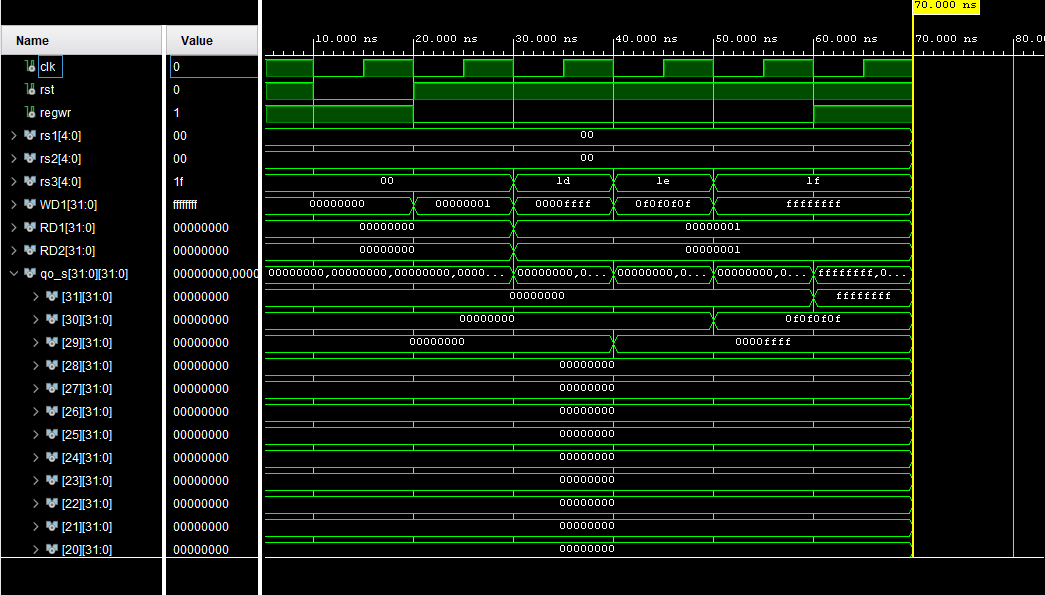 70.000 ns
Name Value 10.000 ns 20.000 ns 30.000 ns 40.000 ns 50.000 ns 60.000 ns 70.000 ns 80.0
clk 0
rst 0
regwr 1
rs1[4:0] 00 00
rs2[4:0] 00 00
rs3[4:0] 1f 00 1d 1e 1f
WD1[31:0] ffffffff 00000000 00000001 0000ffff 0f0f0f0f ffffffff
RD1[31:0] 00000000 00000000 00000001
RD2[31:0] 00000000 00000000 00000001
qo_s[31:0][31:0] 00000000,0000 00000000,00000000,00000000,0000... 00000000,0... 00000000,0... 00000000,0... ffffffff,0...
[31][31:0] 00000000 00000000 ffffffff
[30][31:0] 00000000 00000000 0f0f0f0f
[29][31:0] 00000000 00000000 0000ffff
[28][31:0] 00000000 00000000
[27][31:0] 00000000 00000000
[26][31:0] 00000000 00000000
[25][31:0] 00000000 00000000
[24][31:0] 00000000 00000000
[23][31:0] 00000000 00000000
[22][31:0] 00000000 00000000
[21][31:0] 00000000 00000000
[20][31:0] 00000000 00000000